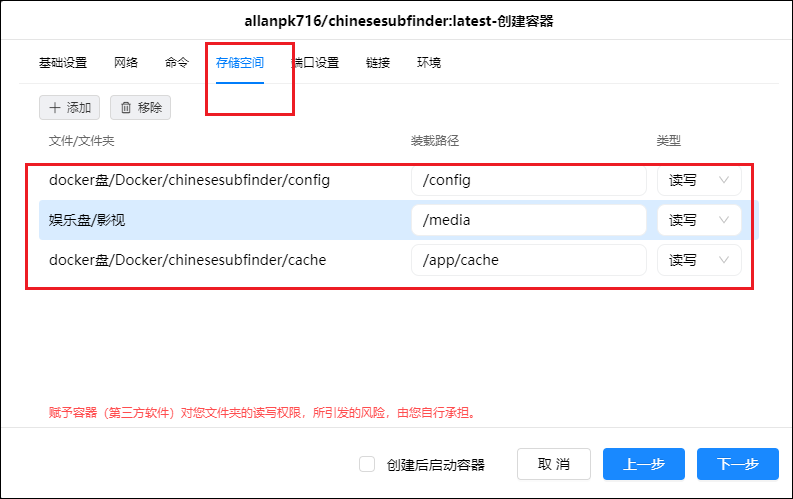 allanpk716/chinesesubfinder:latest-创建容器
基础设置 网络 命令 存储空间 端口设置 链接 环境
添加 移除
文件/文件夹 装载路径 类型
docker盘/Docker/chinesesubfinder/config /config 读写
娱乐盘/影视 /media 读写
docker盘/Docker/chinesesubfinder/cache /app/cache 读写
赋予容器（第三方软件）对您文件夹的读写权限，所引发的风险，由您自行承担。
创建后启动容器 取消 上一步 下一步